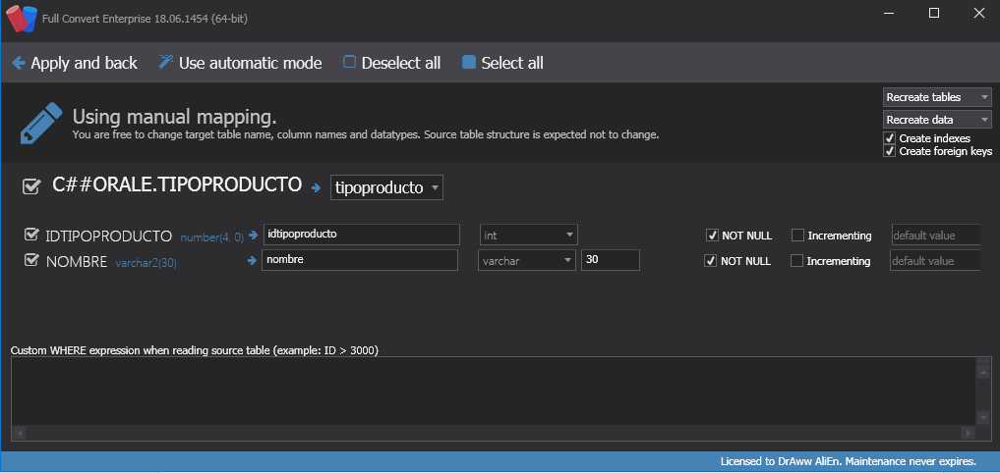 Full Convert Enterprise 18.06.1454 (64-bit)
Apply and back Use automatic mode Deselect all Select all
Using manual mapping.
You are free to change target table name, column names and datatypes. Source table structure is expected not to change.
Recreate tables
Recreate data
Create indexes
Create foreign keys
C##ORALE.TIPOPRODUCTO tipoproducto
IDTIPOPRODUCTO number(4, 0) idtipoproducto int NOT NULL Incrementing default value
NOMBRE varchar2(30) nombre varchar 30 NOT NULL Incrementing default value
Custom WHERE expression when reading source table (example: ID > 3000)
Licensed to DrAww AliEn. Maintenance never expires.